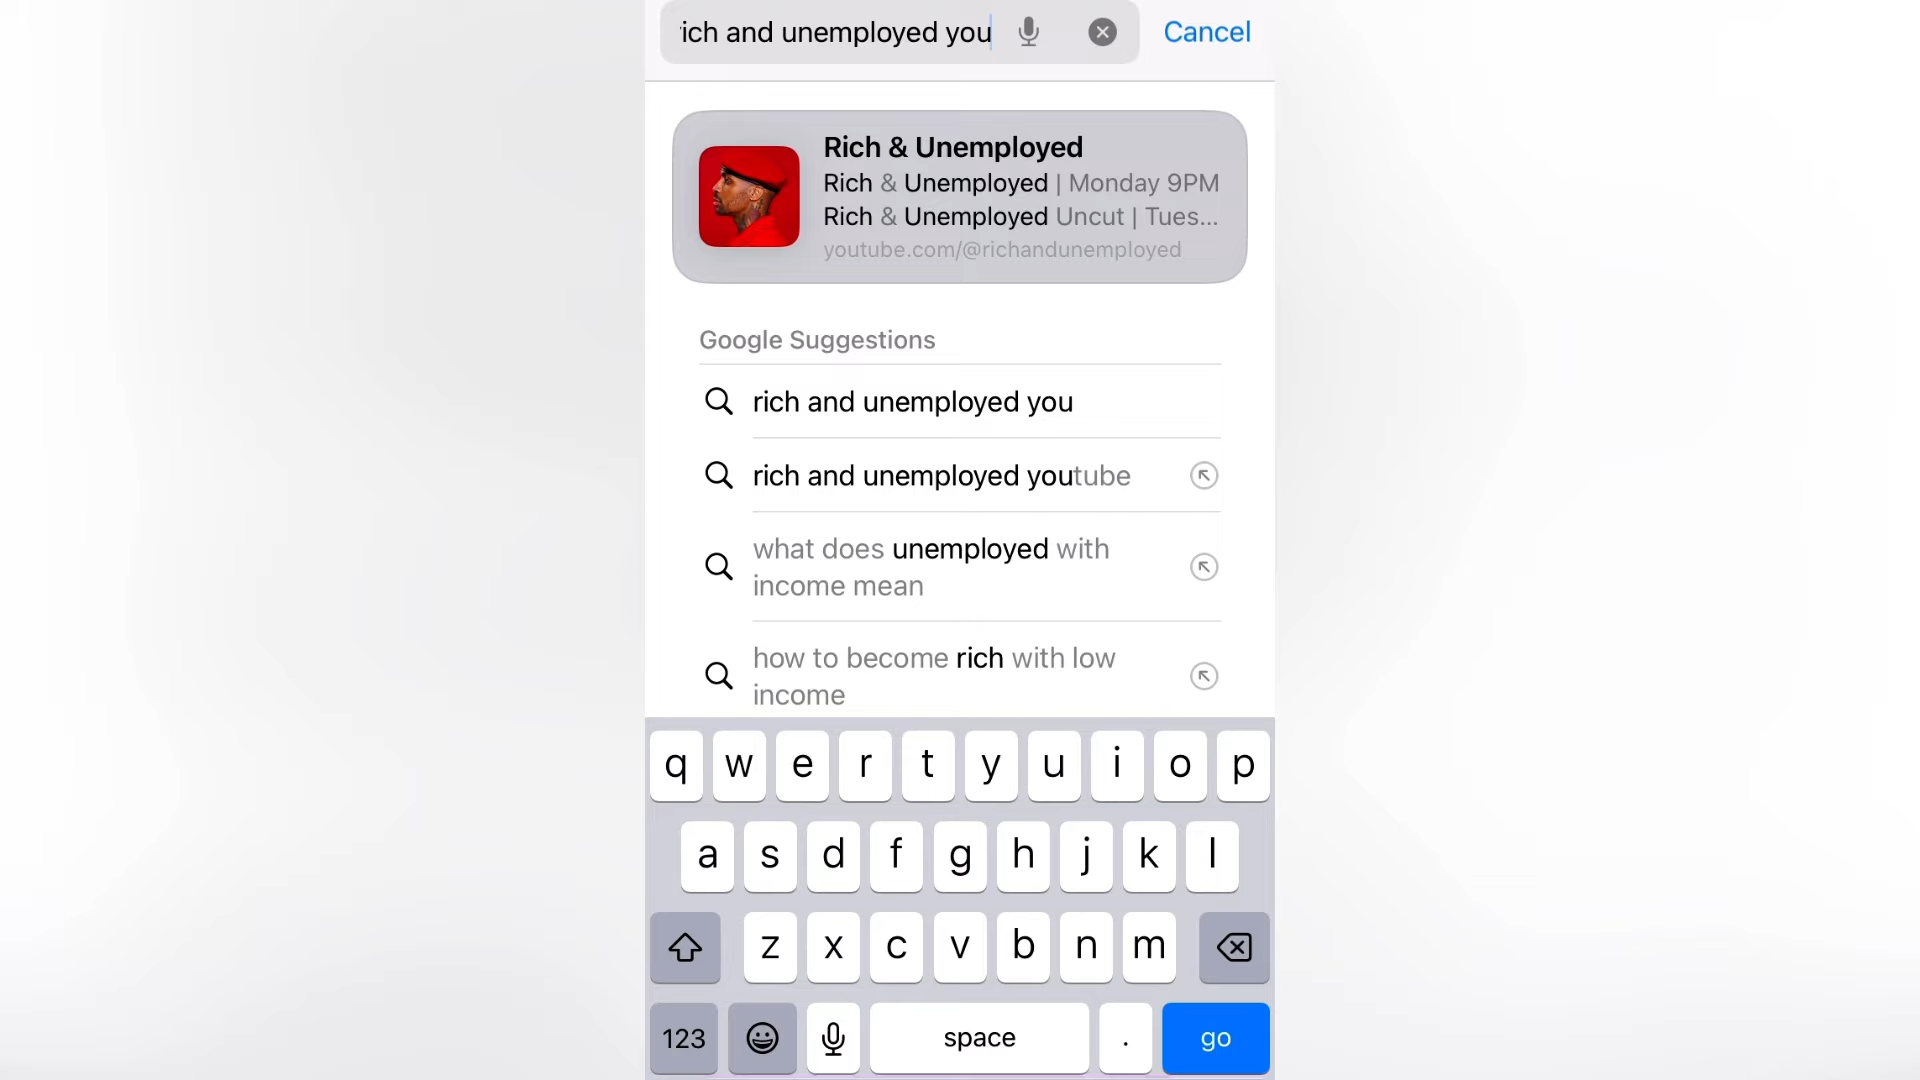 rich and unemployed you
Cancel
Rich & Unemployed
Rich & Unemployed | Monday 9PM
Rich & Unemployed Uncut | Tues...
youtube.com/@richandunemployed
Google Suggestions
rich and unemployed you
rich and unemployed youtube
what does unemployed with
income mean
how to become rich with low
income
q w e r t y u i o p
a s d f g h j k l
z x c v b n m
123 space . go